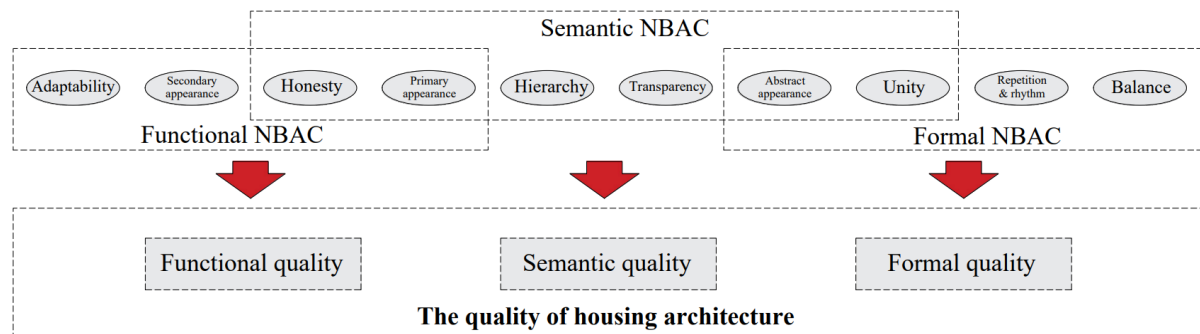 Semantic NBAC
Adaptability
Secondary
appearance
Honesty
Primary
appearance
Hierarchy
Transparency
Abstract
appearance
Unity
Repetition
& rhythm
Balance
Functional NBAC
Formal NBAC
Functional quality
Semantic quality
Formal quality
The quality of housing architecture